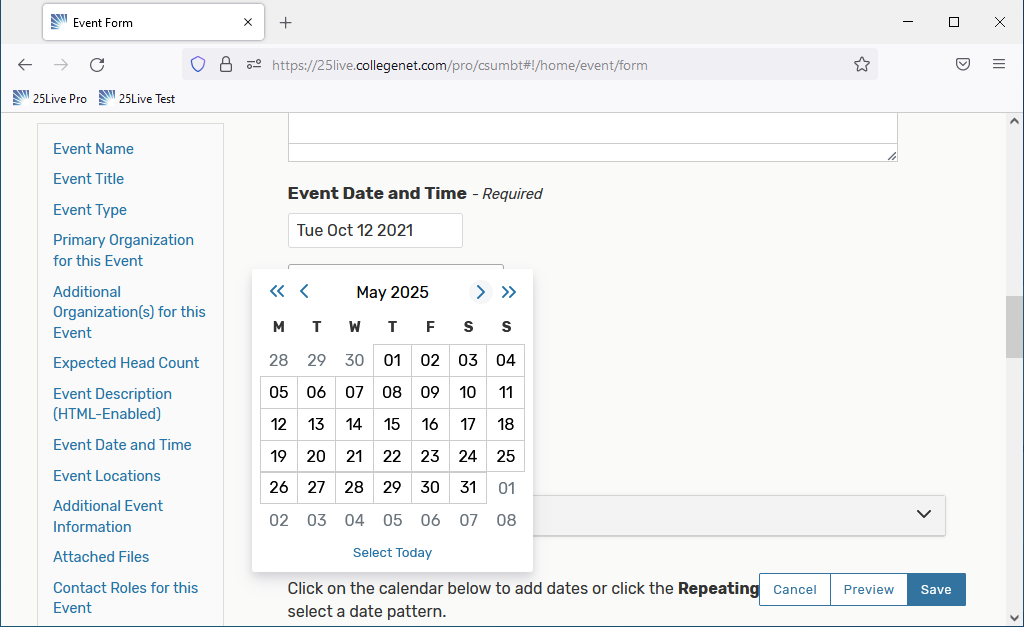 Event Form
https://25live.collegenet.com/pro/csumbt#!/home/event/form
25Live Pro 25Live Test
Event Name
Event Title
Event Type
Primary Organization
for this Event
Additional
Organization(s) for this
Event
Expected Head Count
Event Description
(HTML-Enabled)
Event Date and Time
Event Locations
Additional Event
Information
Attached Files
Contact Roles for this
Event
Event Date and Time - Required
Tue Oct 12 2021
May 2025
M T W T F S S
28 29 30 01 02 03 04
05 06 07 08 09 10 11
12 13 14 15 16 17 18
19 20 21 22 23 24 25
26 27 28 29 30 31 01
02 03 04 05 06 07 08
Select Today
Click on the calendar below to add dates or click the Repeating
select a date pattern.
Cancel Preview Save